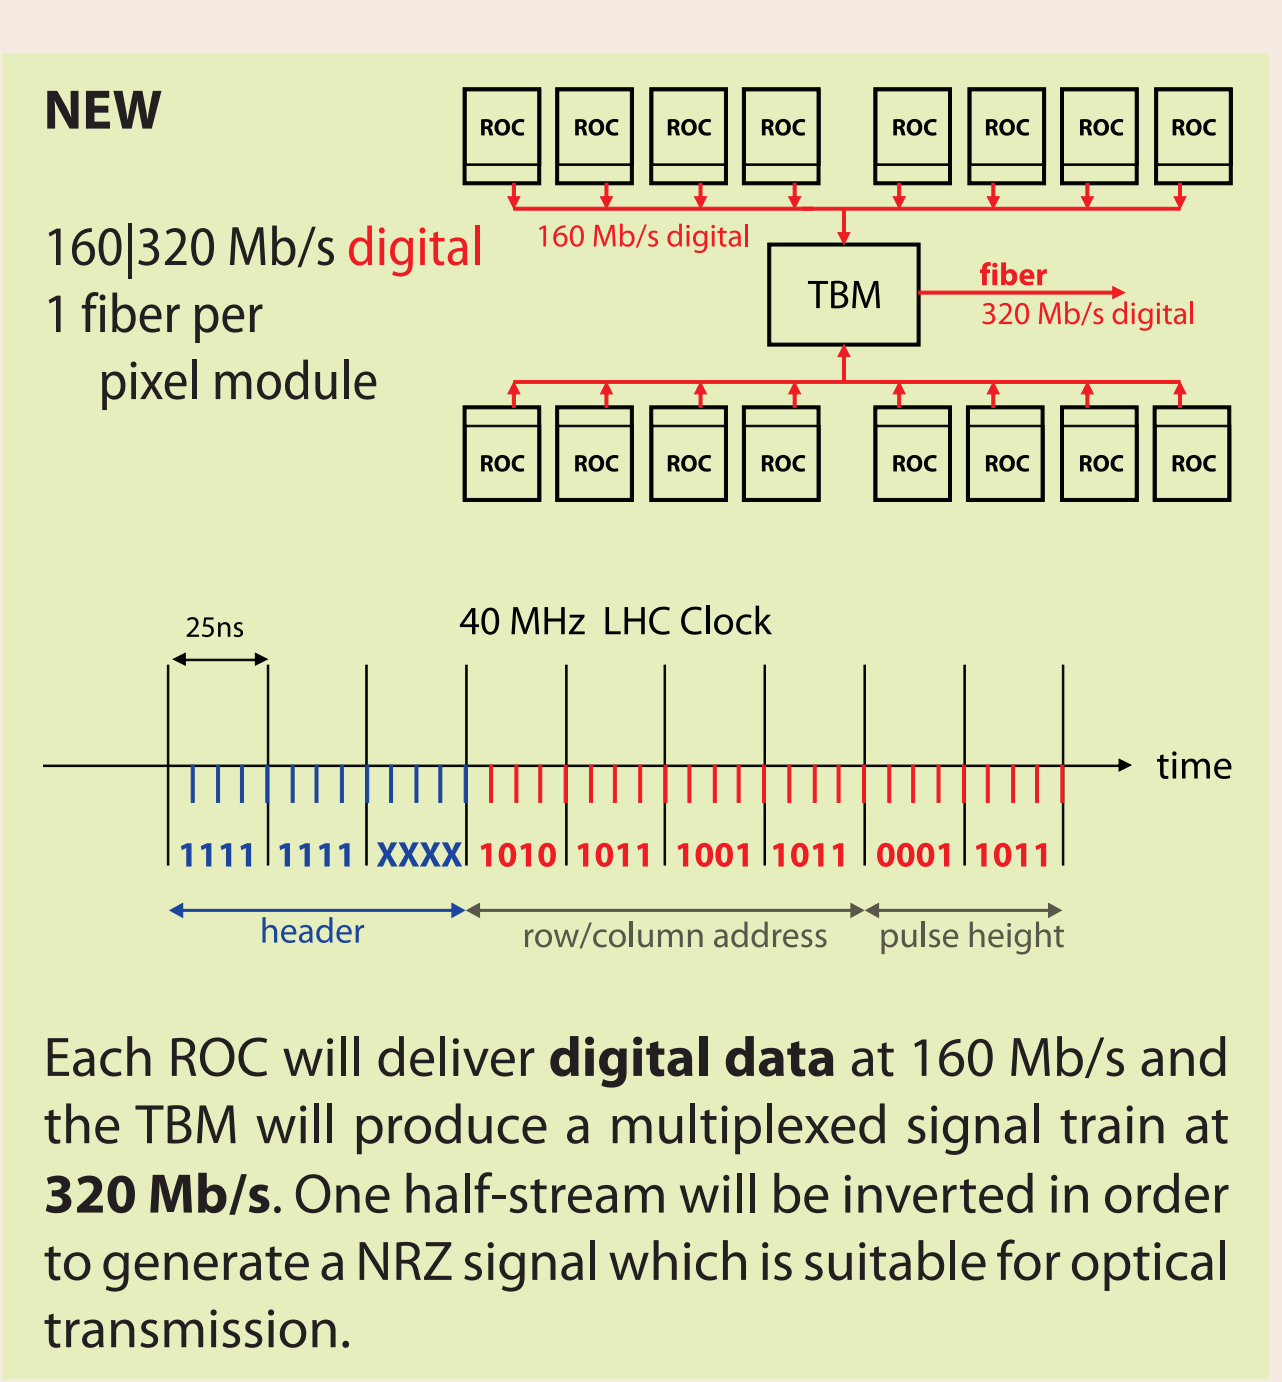 NEW
ROC ROC ROC ROC ROC ROC ROC ROC
160|320 Mb/s digital
1 fiber per
pixel module
160 Mb/s digital
TBM
fiber
320 Mb/s digital
ROC ROC ROC ROC ROC ROC ROC ROC
25ns
40 MHz LHC Clock
time
1111 1111 XXXX 1010 1011 1001 1011 0001 1011
header row/column address pulse height
Each ROC will deliver digital data at 160 Mb/s and
the TBM will produce a multiplexed signal train at
320 Mb/s. One half-stream will be inverted in order
to generate a NRZ signal which is suitable for optical
transmission.